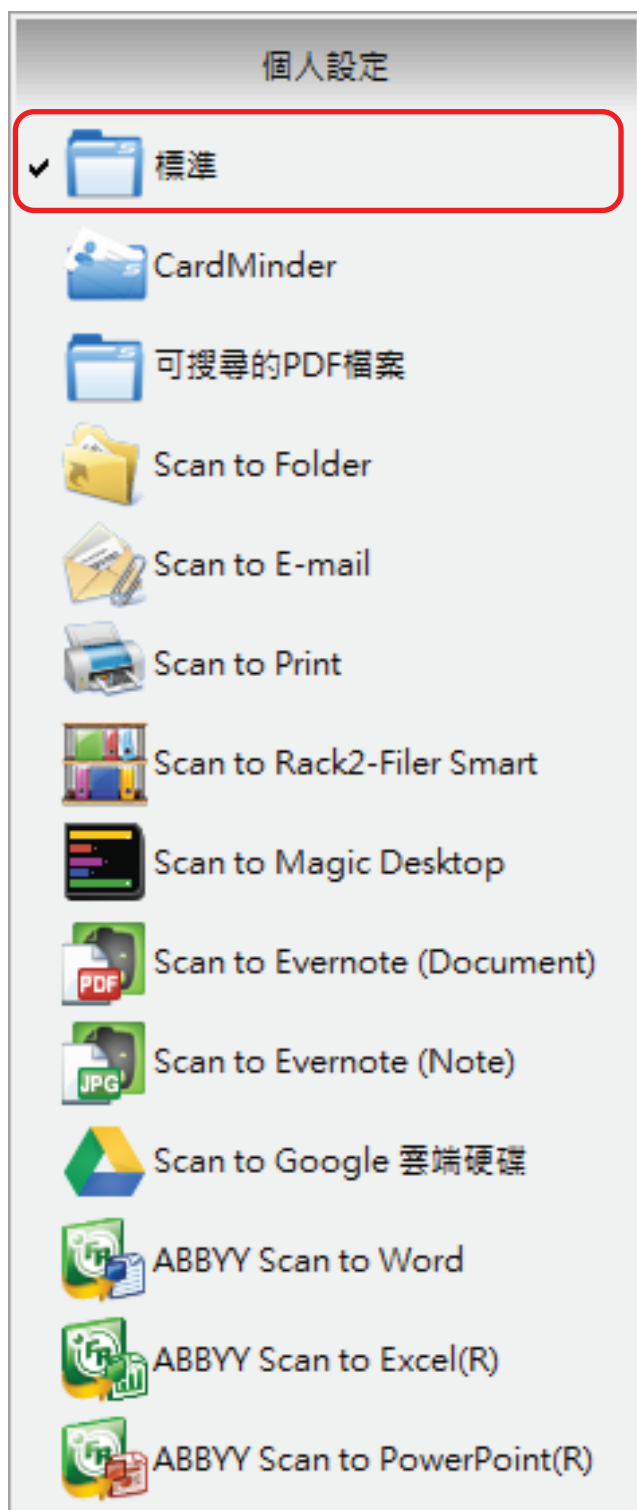 個人設定
標準
CardMinder
可搜尋的PDF檔案
Scan to Folder
Scan to E-mail
Scan to Print
Scan to Rack2-Filer Smart
Scan to Magic Desktop
PDF
Scan to Evernote (Document)
JPG
Scan to Evernote (Note)
Scan to Google 雲端硬碟
ABBYY Scan to Word
ABBYY Scan to Excel(R)
ABBYY Scan to PowerPoint(R)